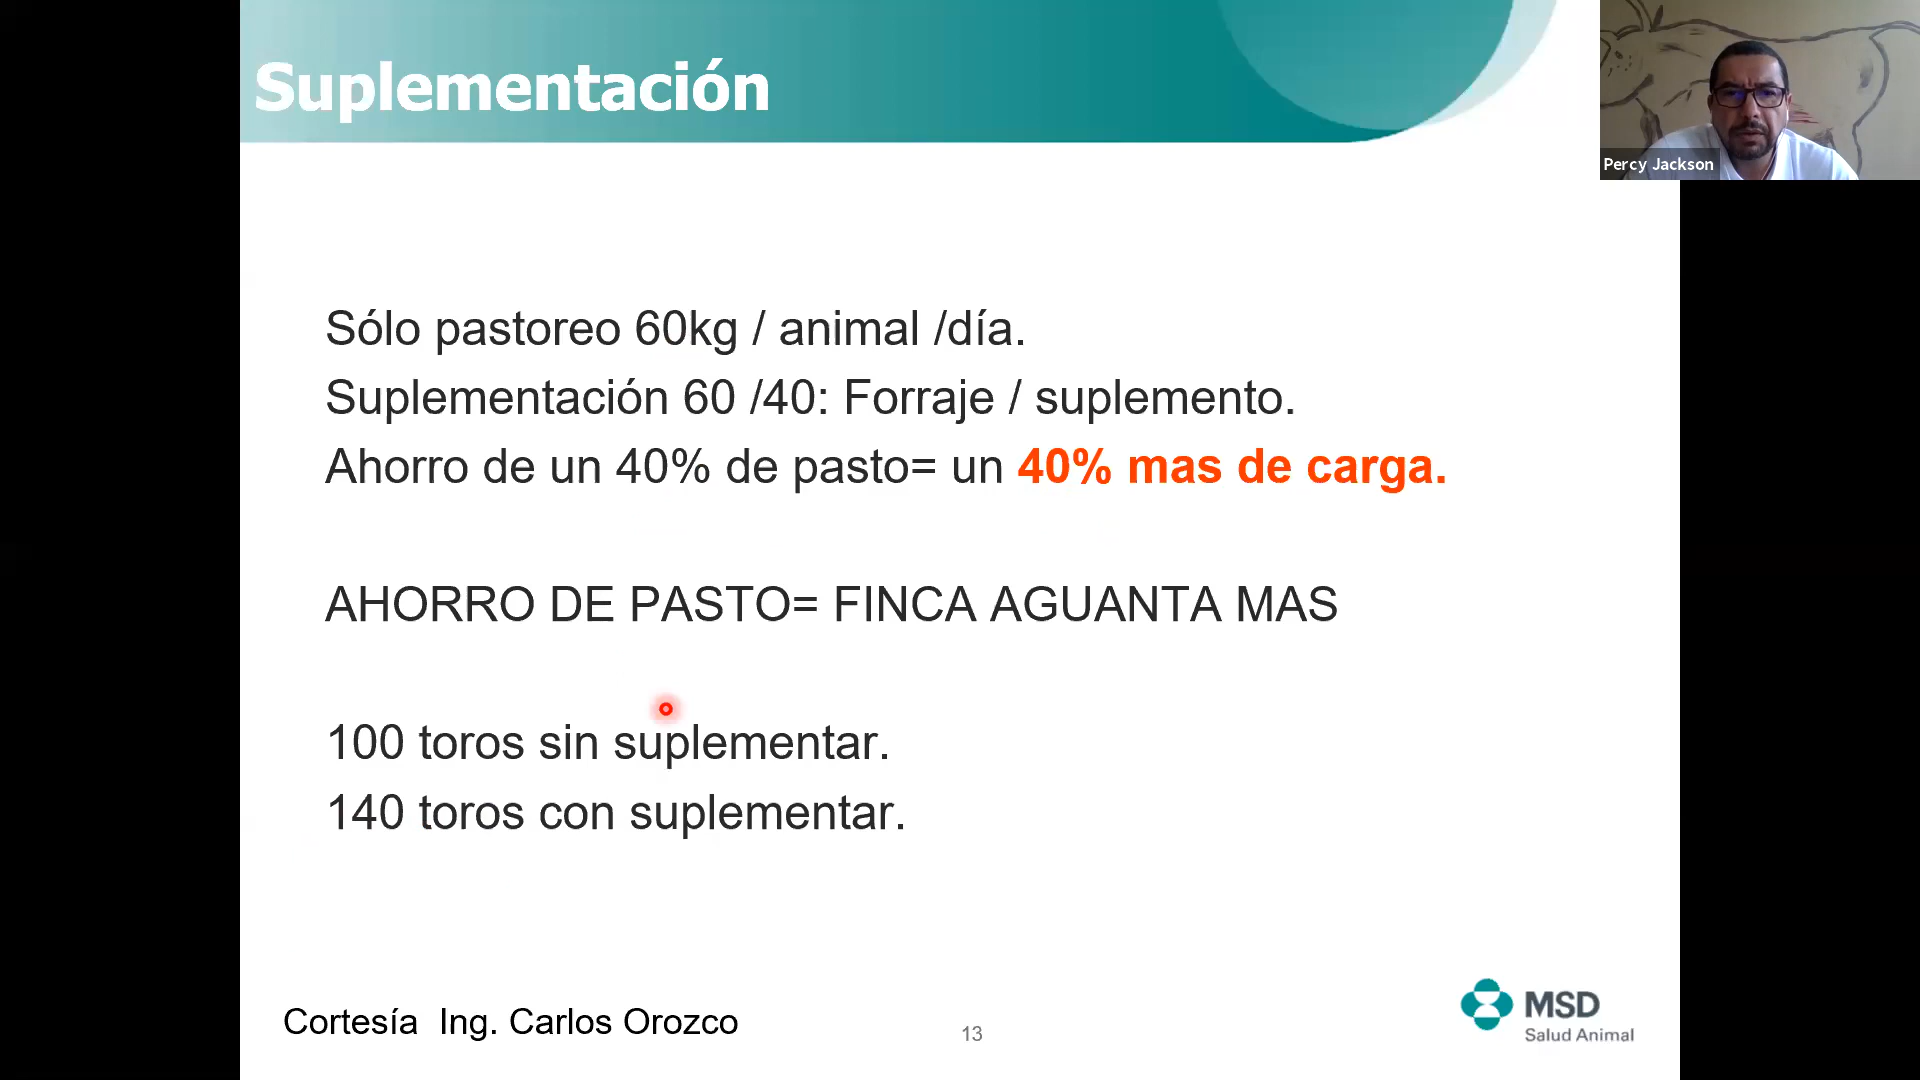 Suplementación
Percy Jackson
Sólo pastoreo 60kg / animal /día.
Suplementación 60 /40: Forraje / suplemento.
Ahorro de un 40% de pasto= un 40% mas de carga.
AHORRO DE PASTO= FINCA AGUANTA MAS
100 toros sin suplementar.
140 toros con suplementar.
Cortesía Ing. Carlos Orozco
13
MSD
Salud Animal